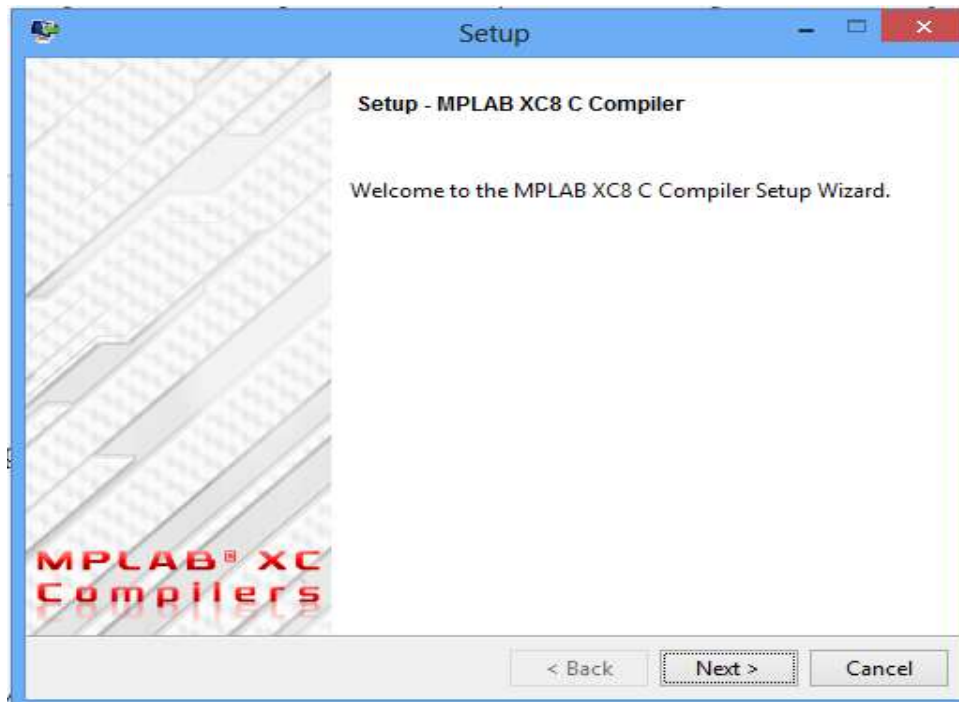 Setup
Setup - MPLAB XC8 C Compiler
Welcome to the MPLAB XC8 C Compiler Setup Wizard.
MPLAB® XC
Compilers
< Back
Next >
Cancel